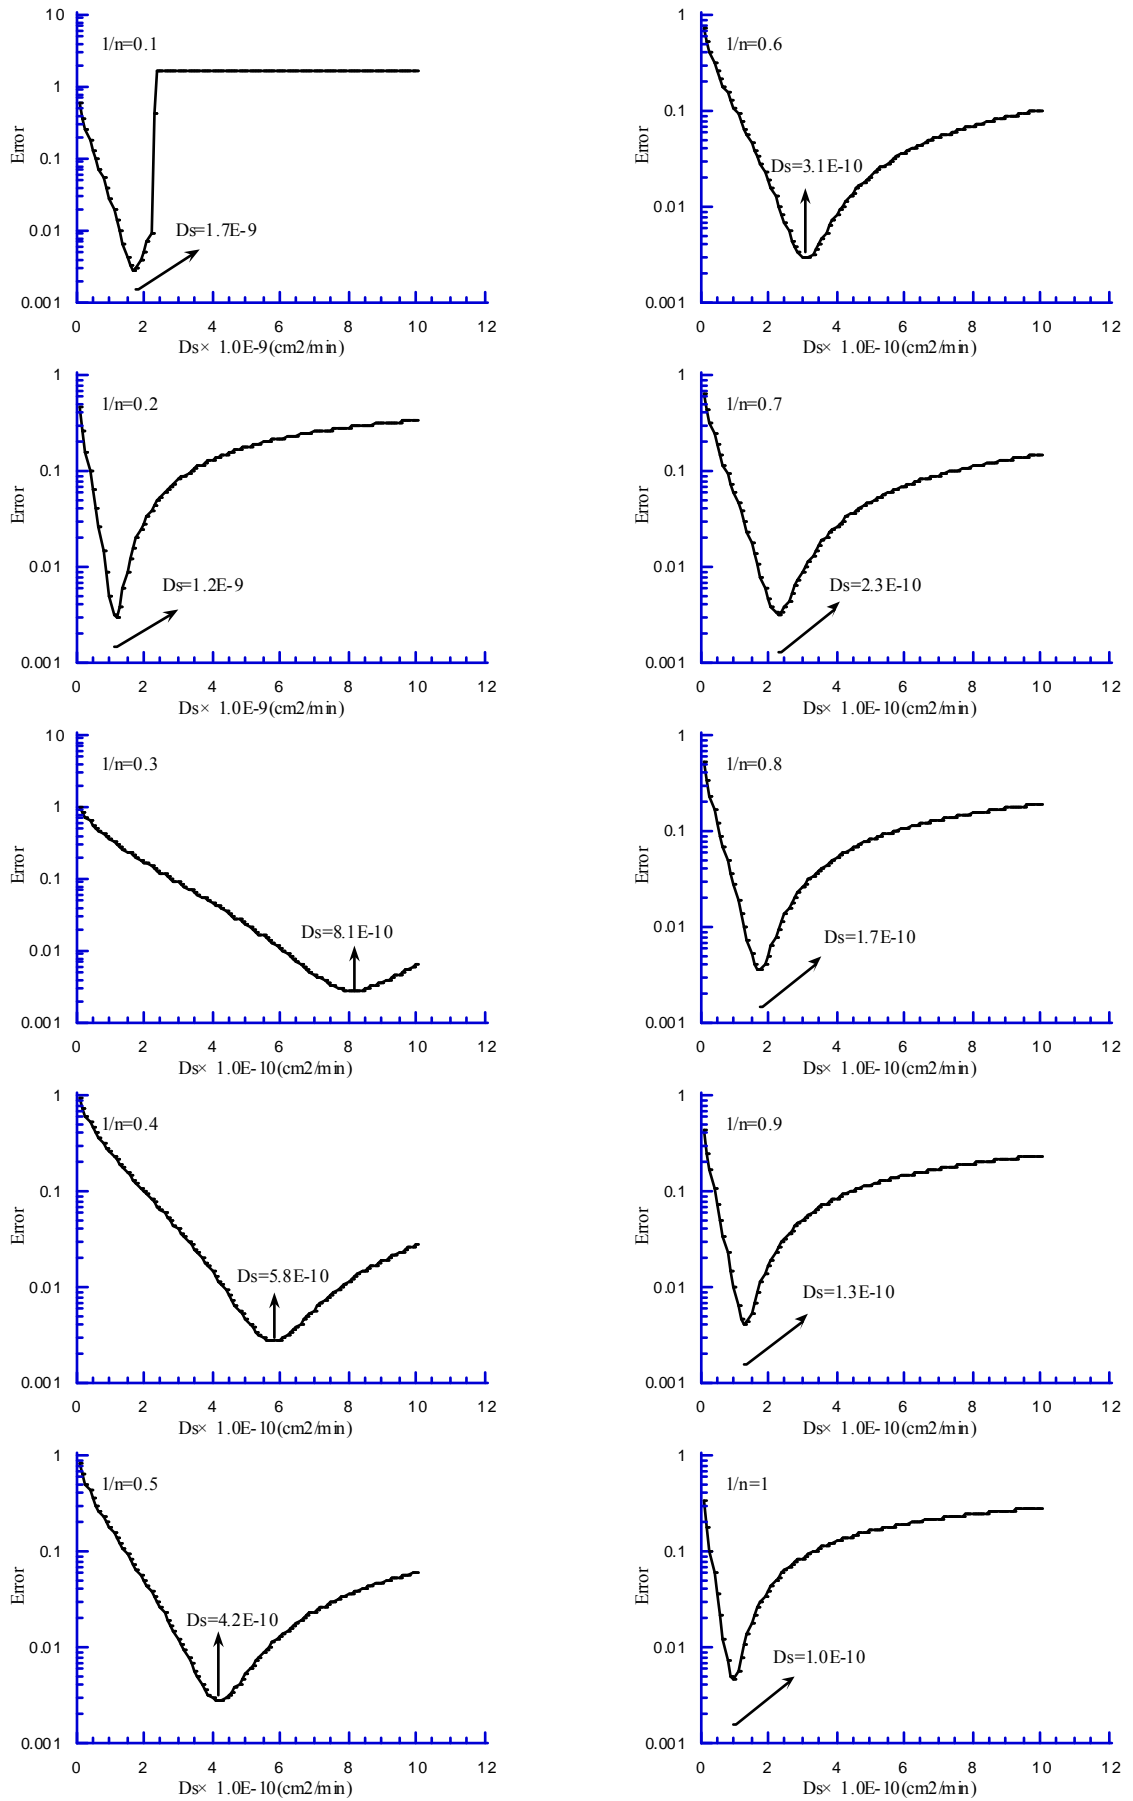 10
1
0.1
0.01
0.001
Error
1/n=0.1
Ds=1.7E-9
0 2 4 6 8 10 12
Ds× 1.0E-9(cm2/min)
1
0.1
0.01
0.001
Error
1/n=0.6
Ds=3.1E-10
0 2 4 6 8 10 12
Ds× 1.0E-10(cm2/min)
1
0.1
0.01
0.001
Error
1/n=0.2
Ds=1.2E-9
0 2 4 6 8 10 12
Ds× 1.0E-9(cm2/min)
1
0.1
0.01
0.001
Error
1/n=0.7
Ds=2.3E-10
0 2 4 6 8 10 12
Ds× 1.0E-10(cm2/min)
10
1
0.1
0.01
0.001
Error
1/n=0.3
Ds=8.1E-10
0 2 4 6 8 10 12
Ds× 1.0E-10(cm2/min)
1
0.1
0.01
0.001
Error
1/n=0.8
Ds=1.7E-10
0 2 4 6 8 10 12
Ds× 1.0E-10(cm2/min)
1
0.1
0.01
0.001
Error
1/n=0.4
Ds=5.8E-10
0 2 4 6 8 10 12
Ds× 1.0E-10(cm2/min)
1
0.1
0.01
0.001
Error
1/n=0.9
Ds=1.3E-10
0 2 4 6 8 10 12
Ds× 1.0E-10(cm2/min)
1
0.1
0.01
0.001
Error
1/n=0.5
Ds=4.2E-10
0 2 4 6 8 10 12
Ds× 1.0E-10(cm2/min)
1
0.1
0.01
0.001
Error
1/n=1
Ds=1.0E-10
0 2 4 6 8 10 12
Ds× 1.0E-10(cm2/min)